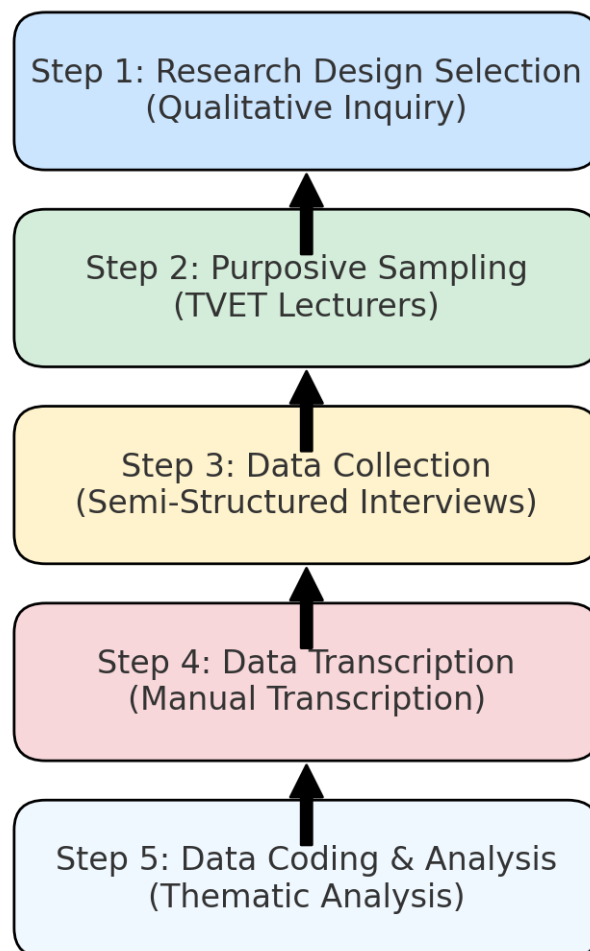 Step 1: Research Design Selection
(Qualitative Inquiry)
Step 2: Purposive Sampling
(TVET Lecturers)
Step 3: Data Collection
(Semi-Structured Interviews)
Step 4: Data Transcription
(Manual Transcription)
Step 5: Data Coding & Analysis
(Thematic Analysis)